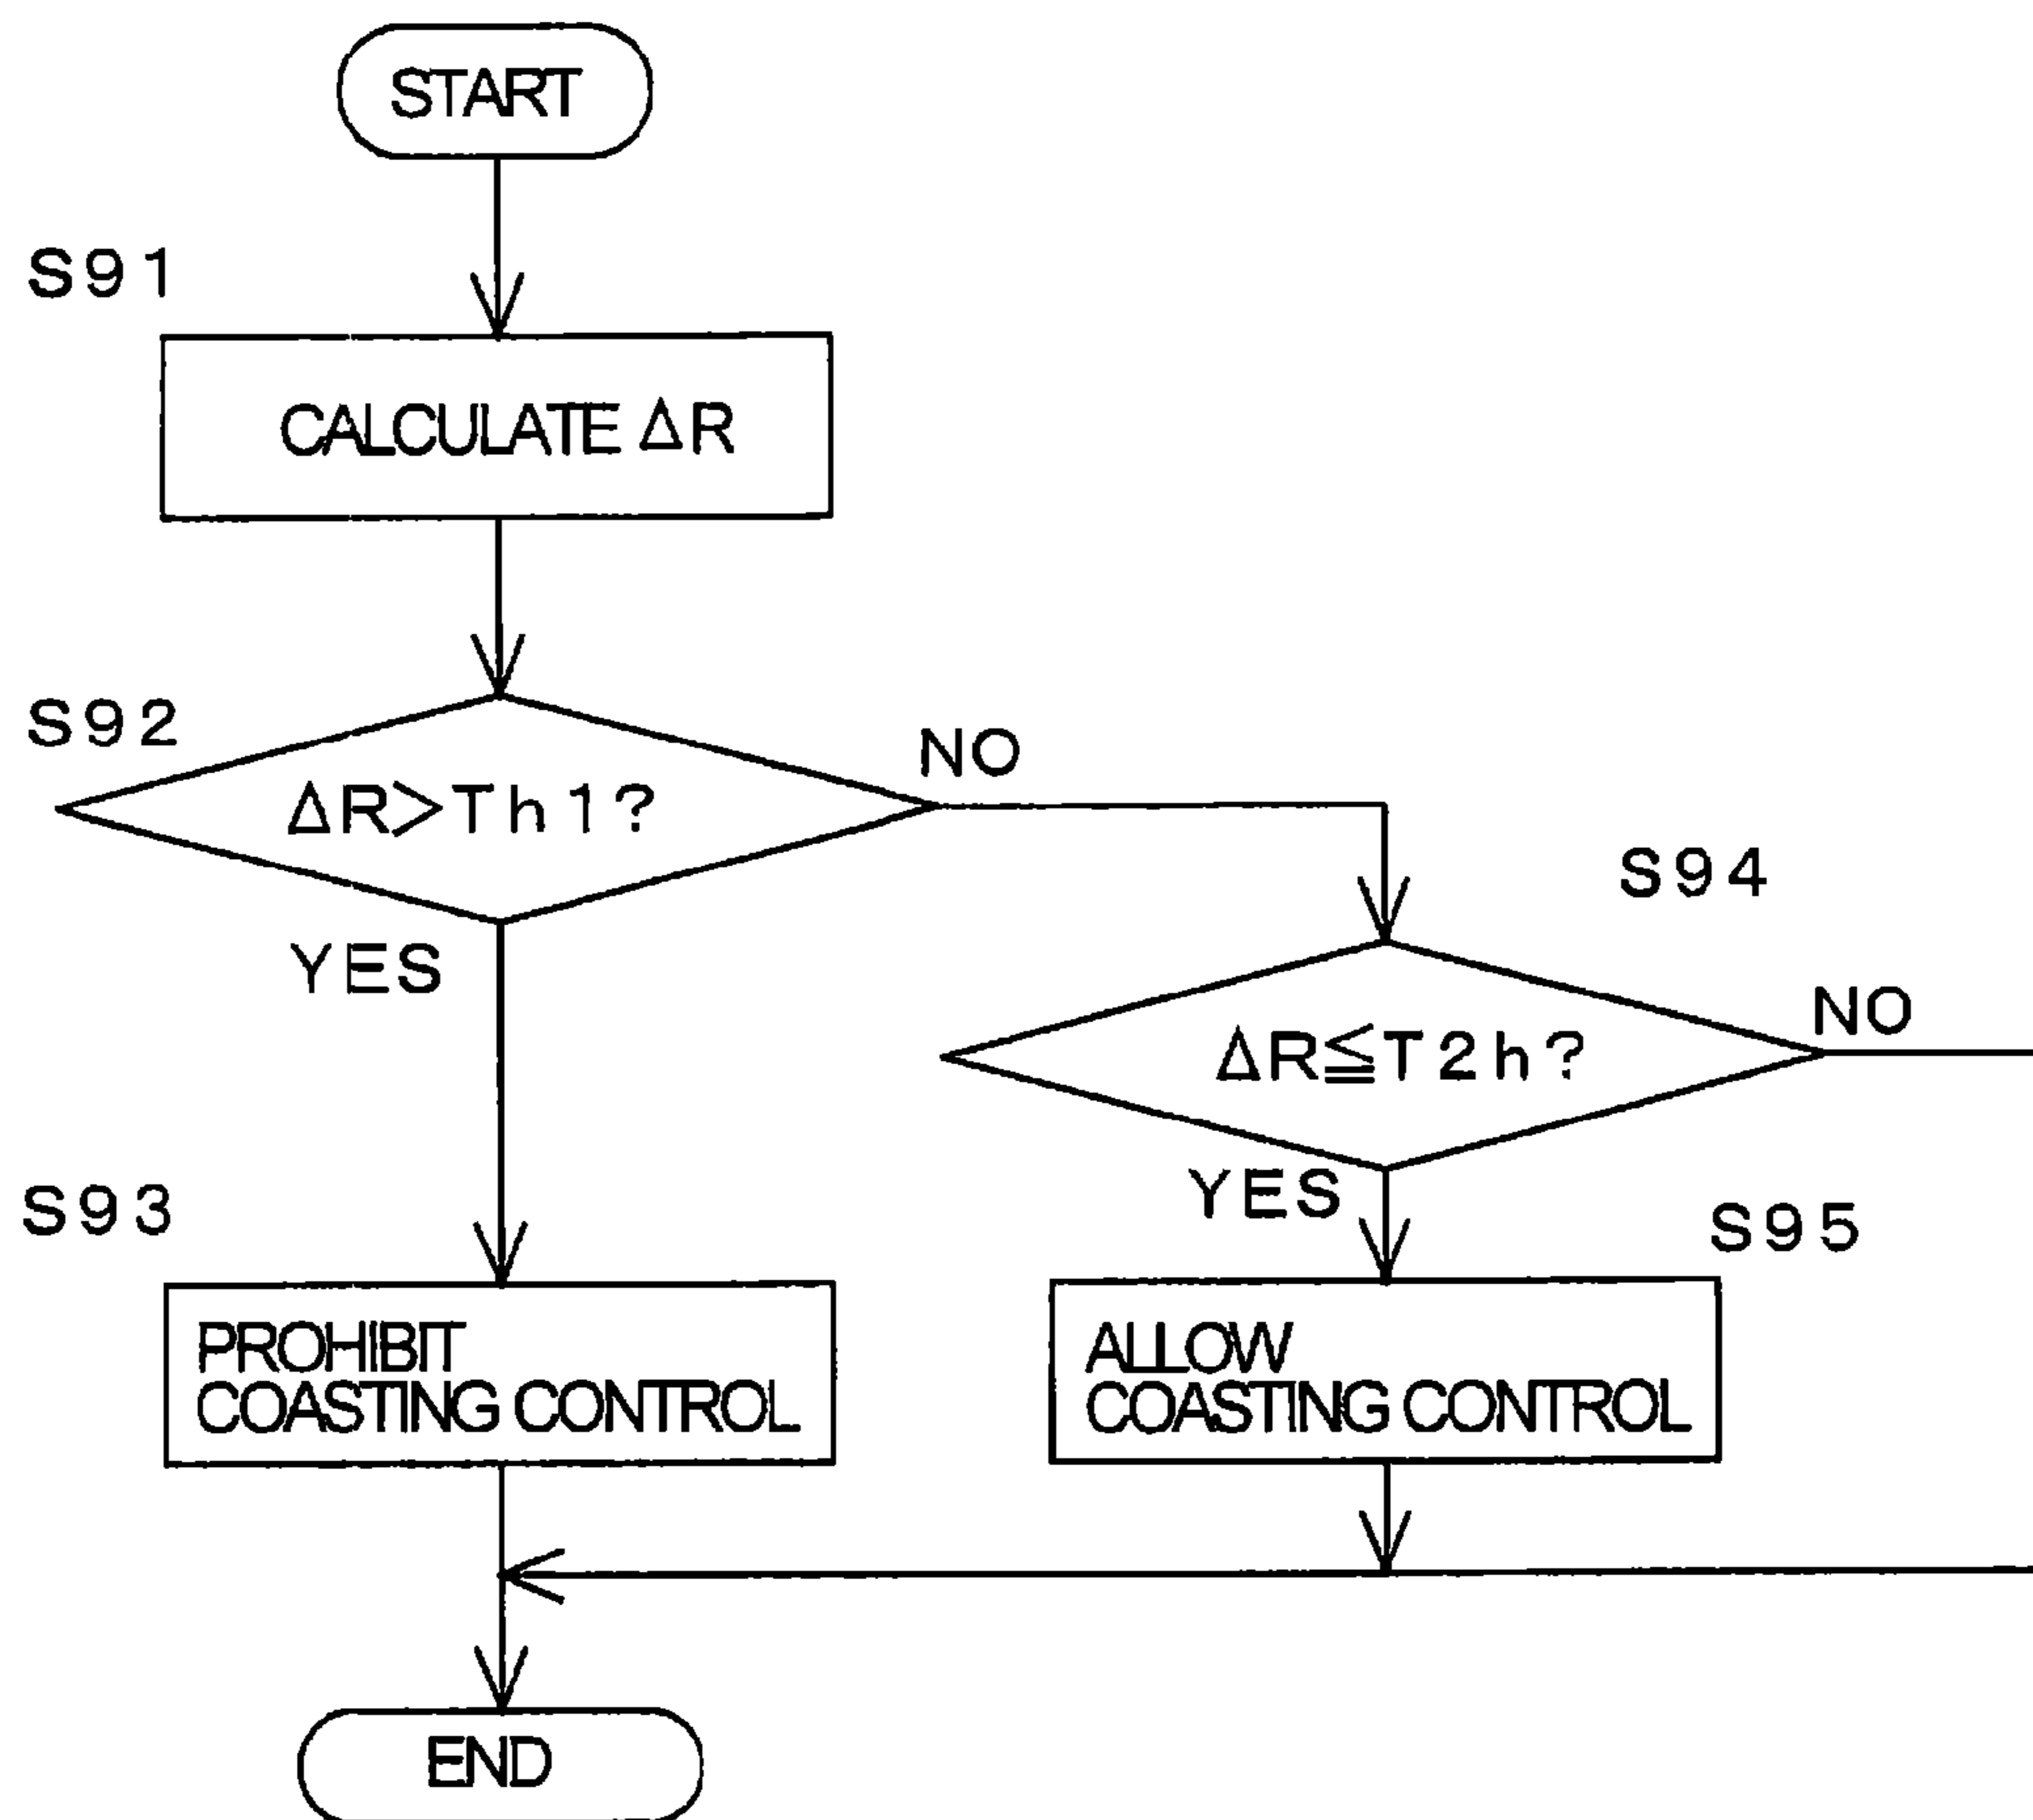 START
S91
CALCULATE ΔR
S92
ΔR>Th1?
NO
YES
S94
ΔR≦T2h?
NO
YES
S93
PROHIBIT
COASTING CONTROL
S95
ALLOW
COASTING CONTROL
END